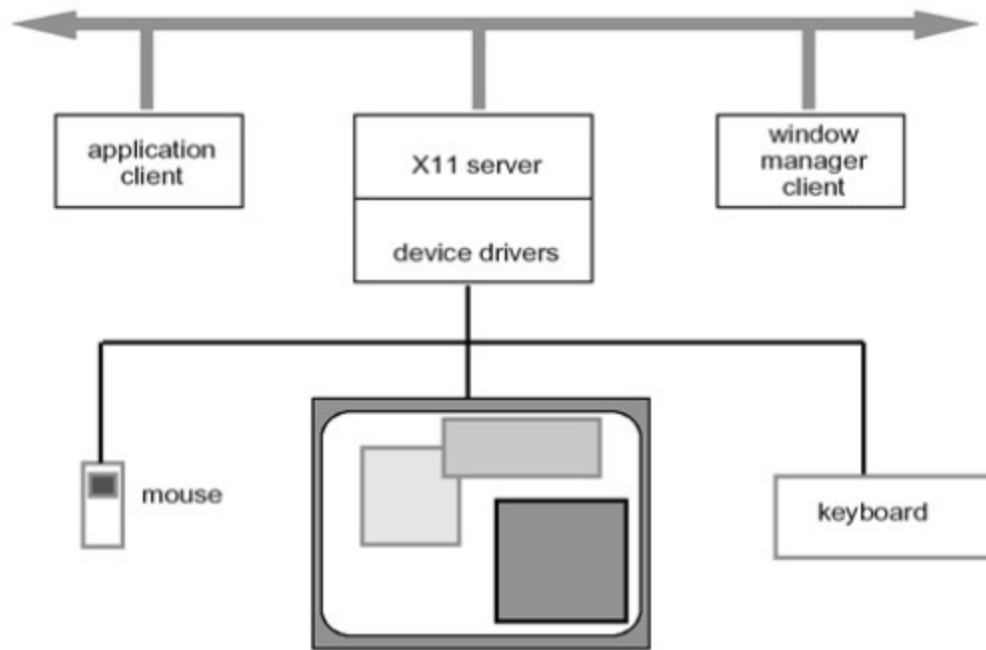 application
client
X11 server
device drivers
window
manager
client
mouse
keyboard